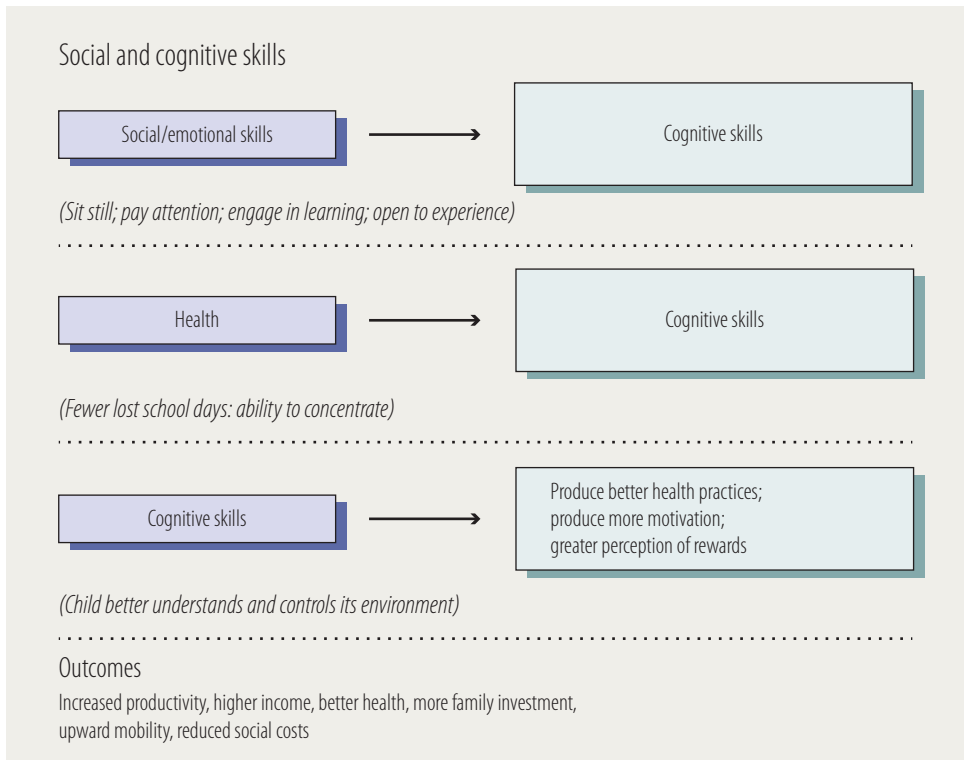 Social and cognitive skills
Social/emotional skills
Cognitive skills
(Sit still; pay attention; engage in learning; open to experience)
Health
Cognitive skills
(Fewer lost school days: ability to concentrate)
Cognitive skills
Produce better health practices;
produce more motivation;
greater perception of rewards
(Child better understands and controls its environment)
Outcomes
Increased productivity, higher income, better health, more family investment,
upward mobility, reduced social costs